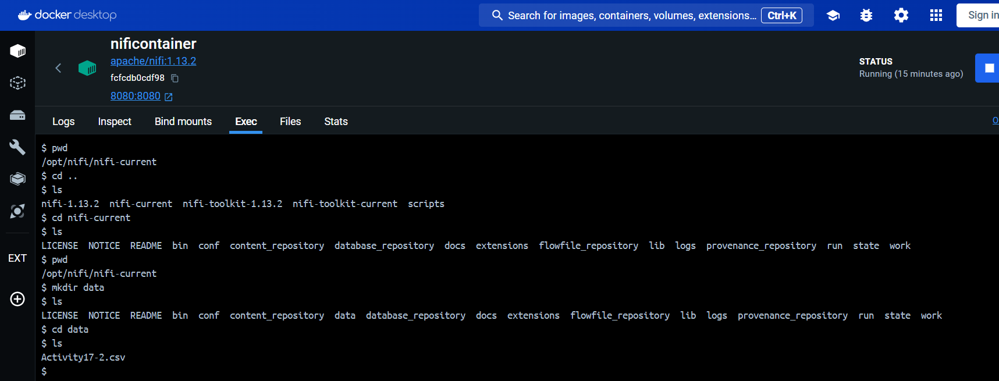 docker desktop
Search for images, containers, volumes, extensions... Ctrl+K
Sign in
nificontainer
apache/nifi:1.13.2
fcfcdb0cdf98
8080:8080
STATUS
Running (15 minutes ago)
Logs Inspect Bind mounts Exec Files Stats
O
EXT
$ pwd
/opt/nifi/nifi-current
$ cd ..
$ ls
nifi-1.13.2 nifi-current nifi-toolkit-1.13.2 nifi-toolkit-current scripts
$ cd nifi-current
$ ls
LICENSE NOTICE README bin conf content_repository database_repository docs extensions flowfile_repository lib logs provenance_repository run state work
$ pwd
/opt/nifi/nifi-current
$ mkdir data
$ ls
LICENSE NOTICE README bin conf content_repository data database_repository docs extensions flowfile_repository lib logs provenance_repository run state work
$ cd data
$ ls
Activity17-2.csv
$